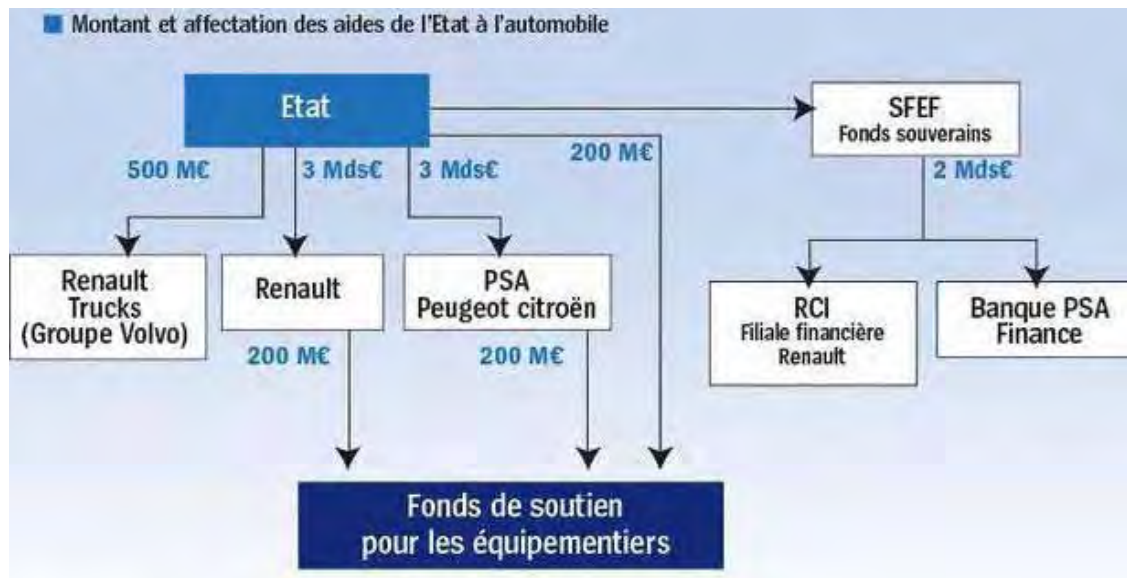 Montant et affectation des aides de l'Etat à l'automobile
Etat
SFEF
Fonds souverains
500 M€
3 Mds€
3 Mds€
200 M€
2 Mds€
Renault
Trucks
(Groupe Volvo)
Renault
PSA
Peugeot citroën
RCI
Filiale financière
Renault
Banque PSA
Finance
200 M€
200 M€
Fonds de soutien
pour les équipementiers